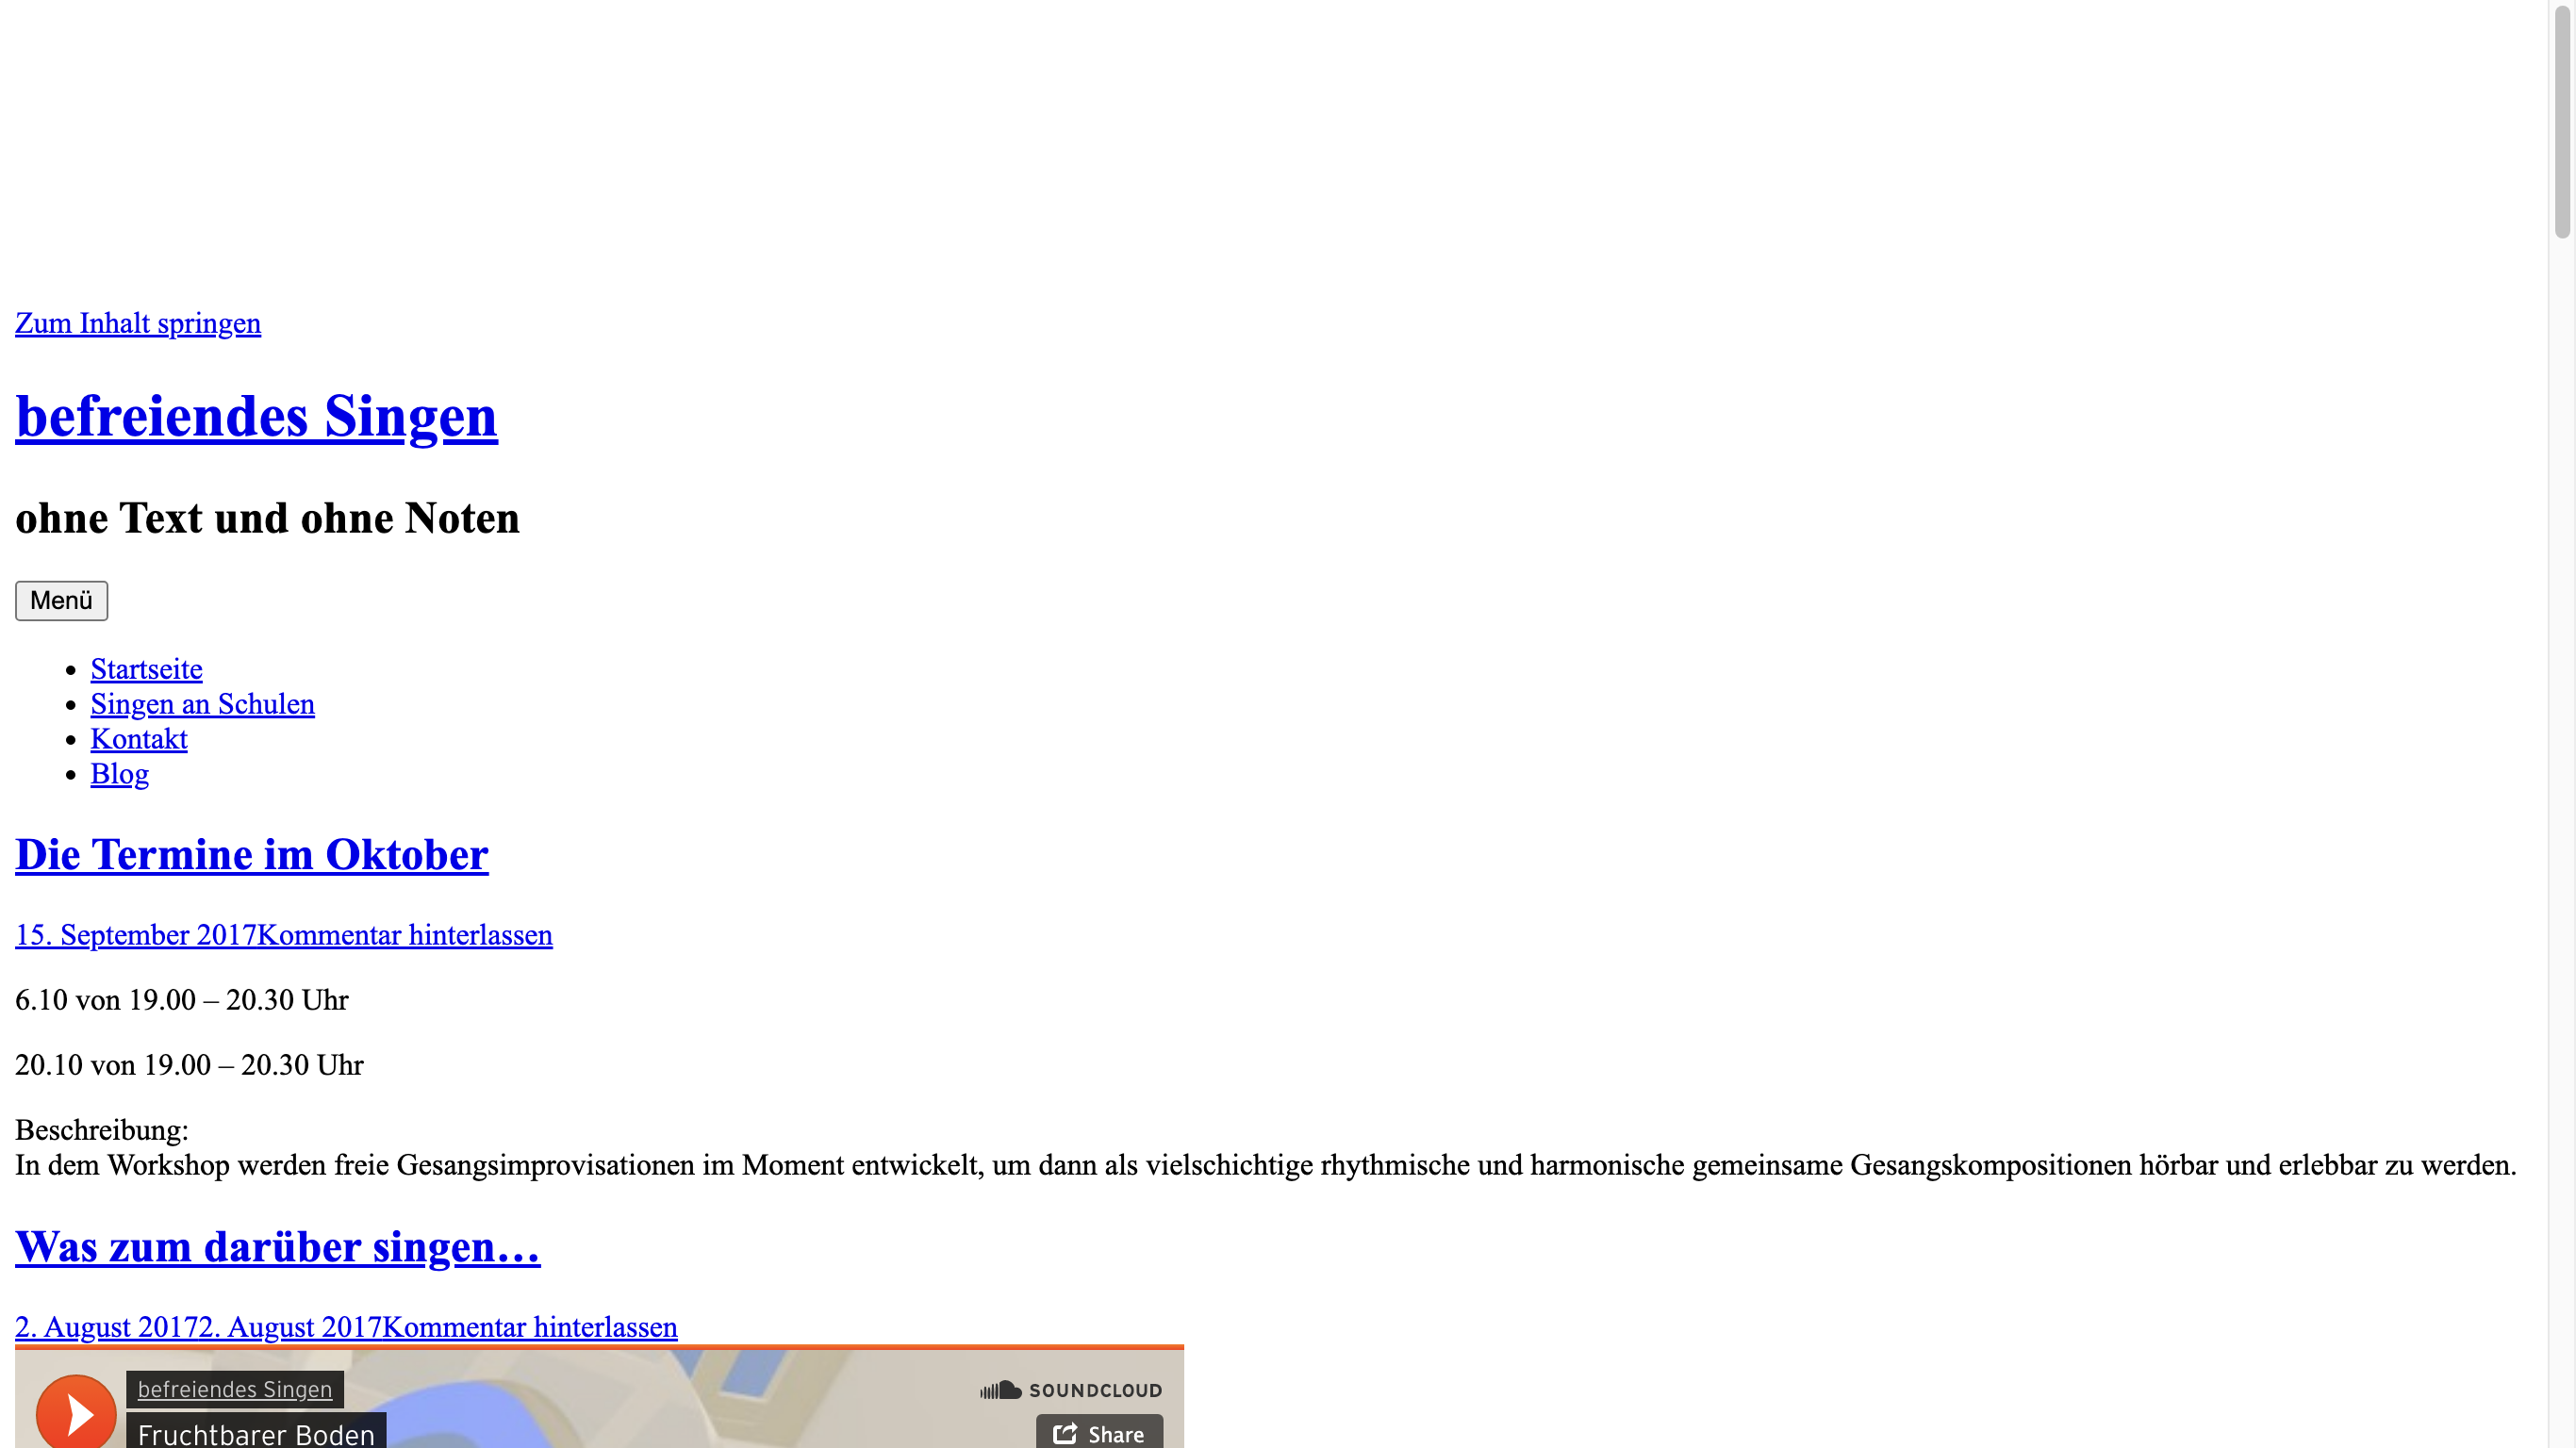 Zum Inhalt springen
befreiendes Singen
ohne Text und ohne Noten
Menü
Startseite
Singen an Schulen
Kontakt
Blog
Die Termine im Oktober
15. September 2017Kommentar hinterlassen
6.10 von 19.00 – 20.30 Uhr
20.10 von 19.00 – 20.30 Uhr
Beschreibung:
In dem Workshop werden freie Gesangsimprovisationen im Moment entwickelt, um dann als vielschichtige rhythmische und harmonische gemeinsame Gesangskompositionen hörbar und erlebbar zu werden.
Was zum darüber singen…
2. August 20172. August 2017Kommentar hinterlassen
befreiendes Singen
SOUNDCLOUD
Fruchtbarer Boden
Share